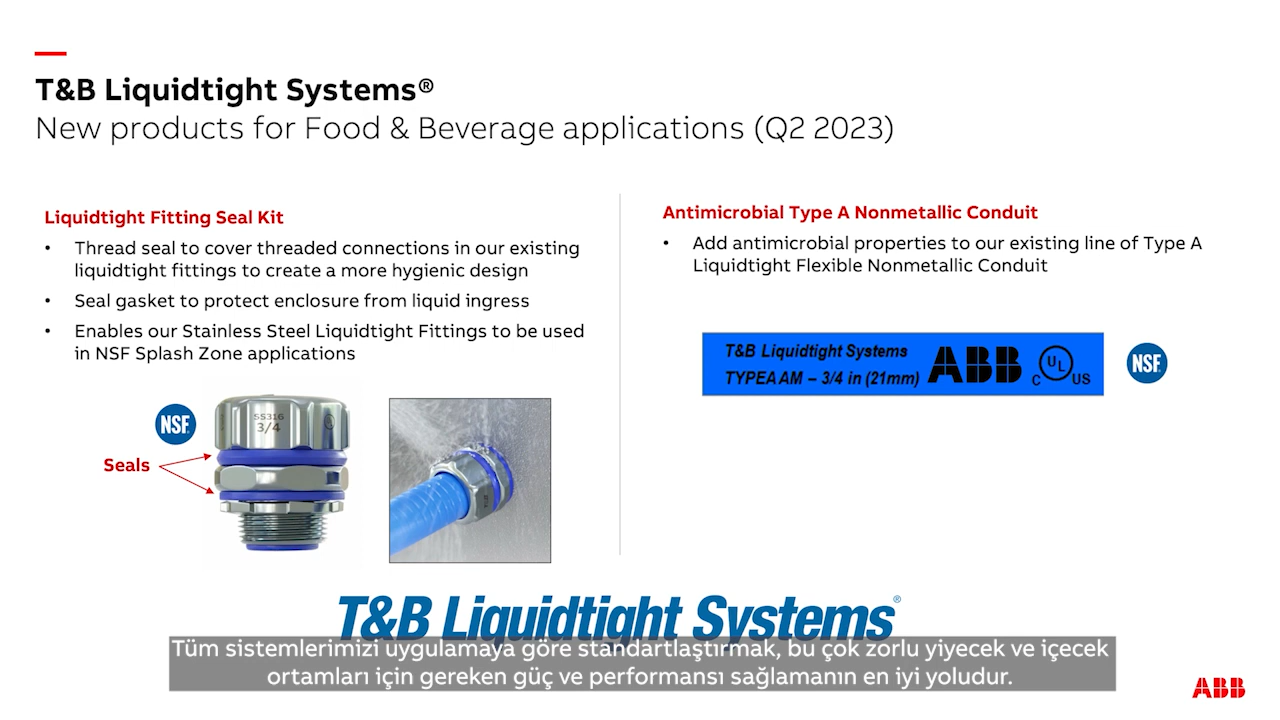 T&B Liquidtight Systems®
New products for Food & Beverage applications (Q2 2023)
Liquidtight Fitting Seal Kit
• Thread seal to cover threaded connections in our existing
liquidtight fittings to create a more hygienic design
• Seal gasket to protect enclosure from liquid ingress
• Enables our Stainless Steel Liquidtight Fittings to be used
in NSF Splash Zone applications
NSF
SS316
3/4
Seals
Antimicrobial Type A Nonmetallic Conduit
• Add antimicrobial properties to our existing line of Type A
Liquidtight Flexible Nonmetallic Conduit
T&B Liquidtight Systems
TYPEAAM – 3/4 in (21mm)
ABB
C UL US
NSF
T&B Liquidtight Systems®
Tüm sistemlerimizi uygulamaya göre standartlaştırmak, bu çok zorlu yiyecek ve içecek
ortamları için gereken güç ve performansı sağlamanın en iyi yoludur.
ABB